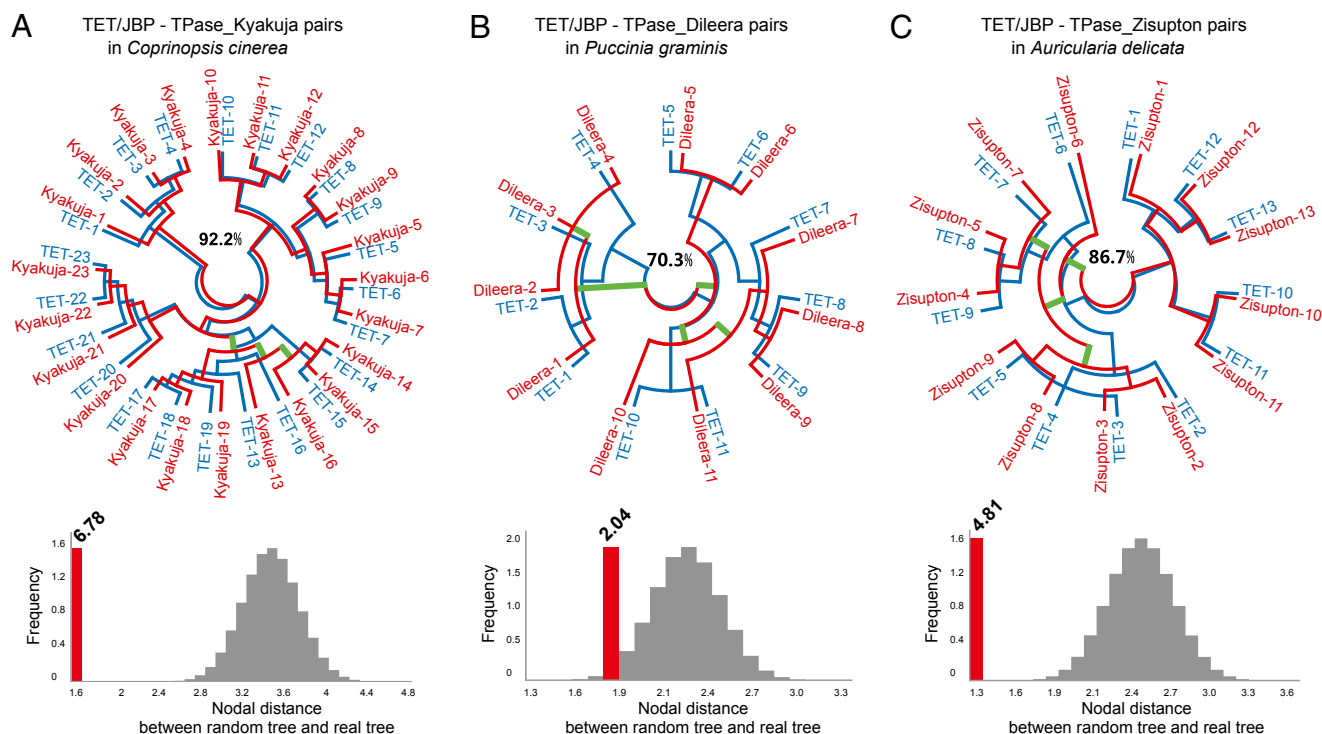 A
TET/JBP - TPase_Kyakuja pairs
in Coprinopsis cinerea
Kyakuja-10
TET-10
Kyakuja-11
TET-11
Kyakuja-12
TET-12
Kyakuja-8
TET-8
Kyakuja-9
TET-9
Kyakuja-5
TET-5
Kyakuja-6
TET-6
Kyakuja-7
TET-7
Kyakuja-14
TET-14
Kyakuja-15
TET-15
Kyakuja-16
TET-16
Kyakuja-13
TET-13
Kyakuja-19
TET-19
Kyakuja-18
TET-18
Kyakuja-17
TET-17
Kyakuja-20
TET-20
Kyakuja-21
TET-21
Kyakuja-22
TET-22
Kyakuja-23
TET-23
TET-1
Kyakuja-1
TET-2
Kyakuja-2
TET-3
Kyakuja-3
TET-4
Kyakuja-4
92.2%
B
TET/JBP - TPase_Dileera pairs
in Puccinia graminis
TET-5
Dileera-5
TET-6
Dileera-6
TET-7
Dileera-7
TET-8
Dileera-8
TET-9
Dileera-9
TET-11
Dileera-11
TET-10
Dileera-10
TET-1
Dileera-1
TET-2
Dileera-2
TET-3
Dileera-3
TET-4
Dileera-4
70.3%
C
TET/JBP - TPase_Zisupton pairs
in Auricularia delicata
TET-1
Zisupton-1
TET-12
Zisupton-12
TET-13
Zisupton-13
TET-10
Zisupton-10
TET-11
Zisupton-11
TET-2
Zisupton-2
TET-3
Zisupton-3
TET-4
Zisupton-8
TET-5
Zisupton-9
TET-9
Zisupton-4
TET-8
Zisupton-5
TET-7
Zisupton-7
TET-6
Zisupton-6
86.7%
6.78
Frequency
1.6
1.2
0.8
0.4
0
1.6 2 2.4 2.8 3.2 3.6 4 4.4 4.8
Nodal distance
between random tree and real tree
2.04
Frequency
2.0
1.5
1.0
0.5
0
1.3 1.6 1.9 2.1 2.4 2.7 3.0 3.3
Nodal distance
between random tree and real tree
4.81
Frequency
1.6
1.2
0.8
0.4
0
1.3 1.6 1.9 2.1 2.4 2.7 3.0 3.3 3.6
Nodal distance
between random tree and real tree